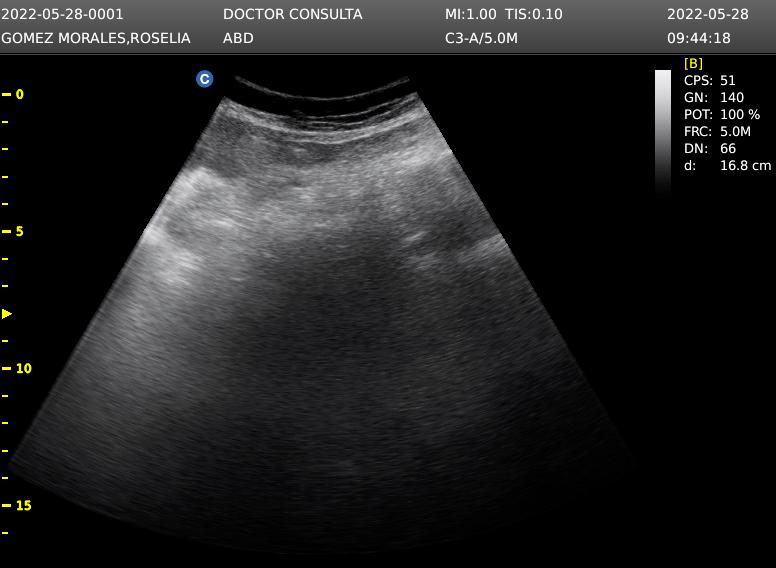 2022-05-28-0001 DOCTOR CONSULTA MI:1.00 TIS:0.10 2022-05-28
GOMEZ MORALES,ROSELIA ABD C3-A/5.0M 09:44:18
C
[B]
CPS: 51
GN: 140
POT: 100 %
FRC: 5.0M
DN: 66
d: 16.8 cm
0
5
10
15